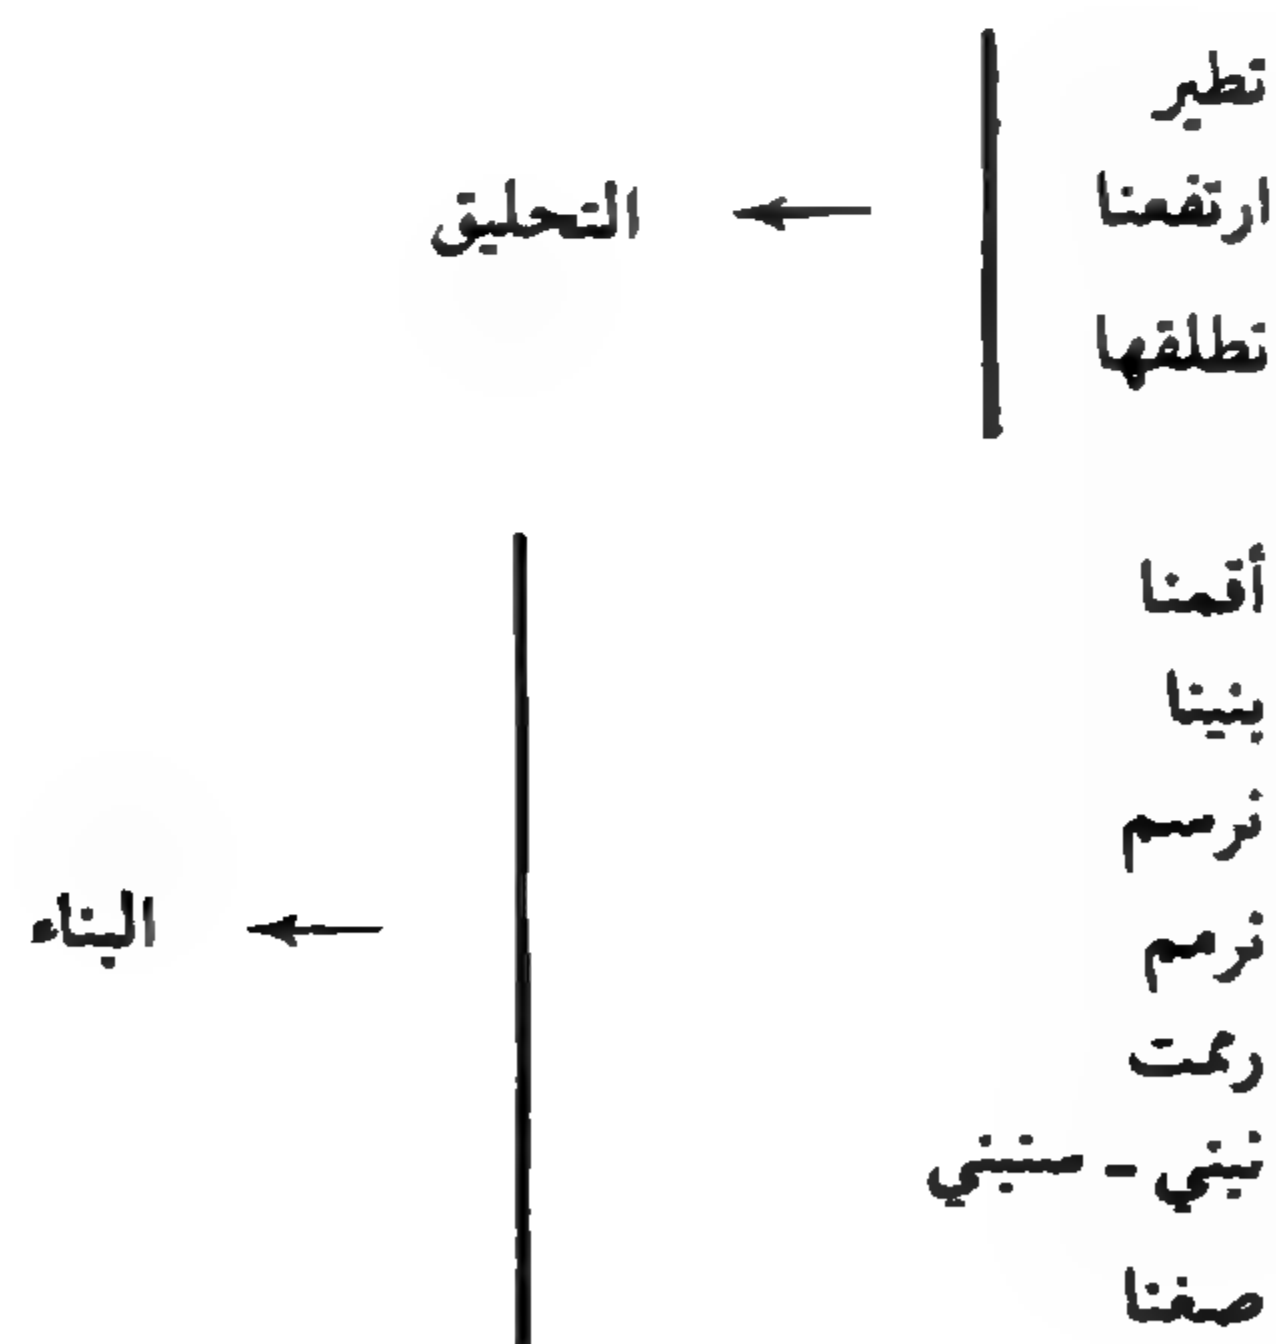 تطير
ارتفعنا
التحليق
تطلقها
أقمنا
بنينا
نرسم
نرمم
البناء
رممت
نبني - سنبني
صغنا